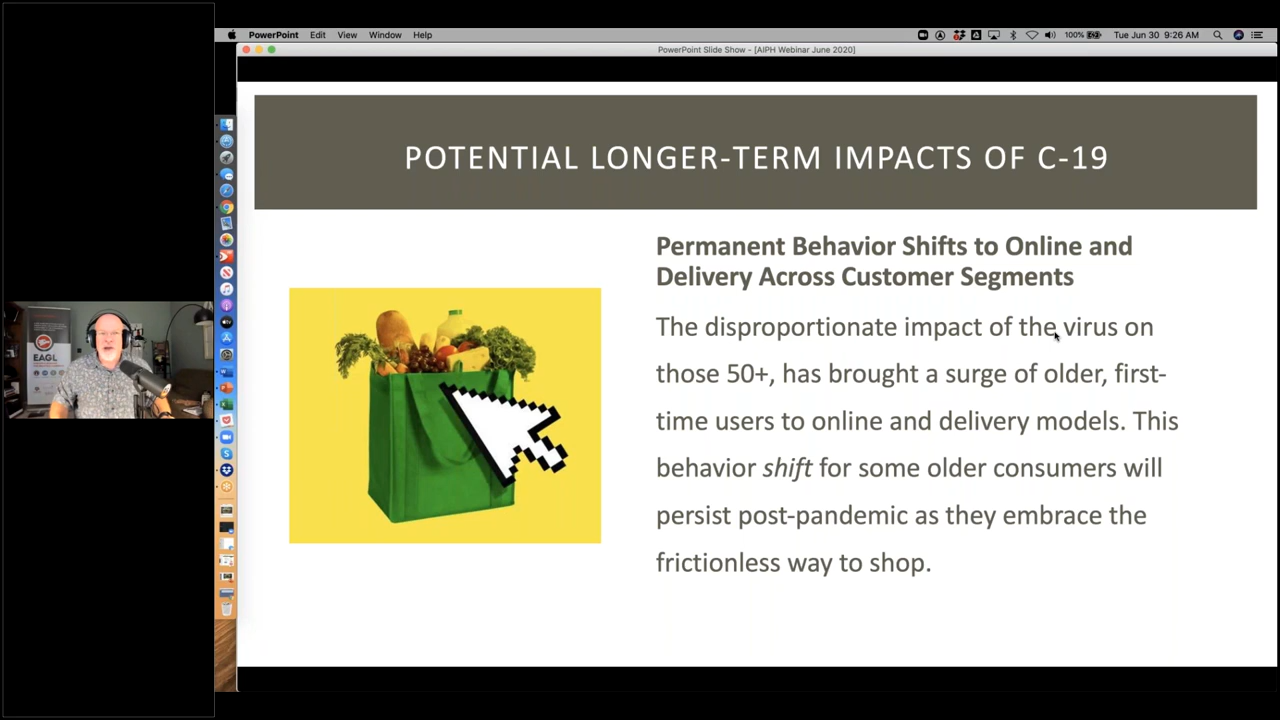 PowerPoint Edit View Window Help
100% Tue Jun 30 9:26 AM
PowerPoint Slide Show - [AIPH Webinar June 2020]
POTENTIAL LONGER-TERM IMPACTS OF C-19
Permanent Behavior Shifts to Online and
Delivery Across Customer Segments
The disproportionate impact of the virus on
those 50+, has brought a surge of older, first-
time users to online and delivery models. This
behavior shift for some older consumers will
persist post-pandemic as they embrace the
frictionless way to shop.
EAGL